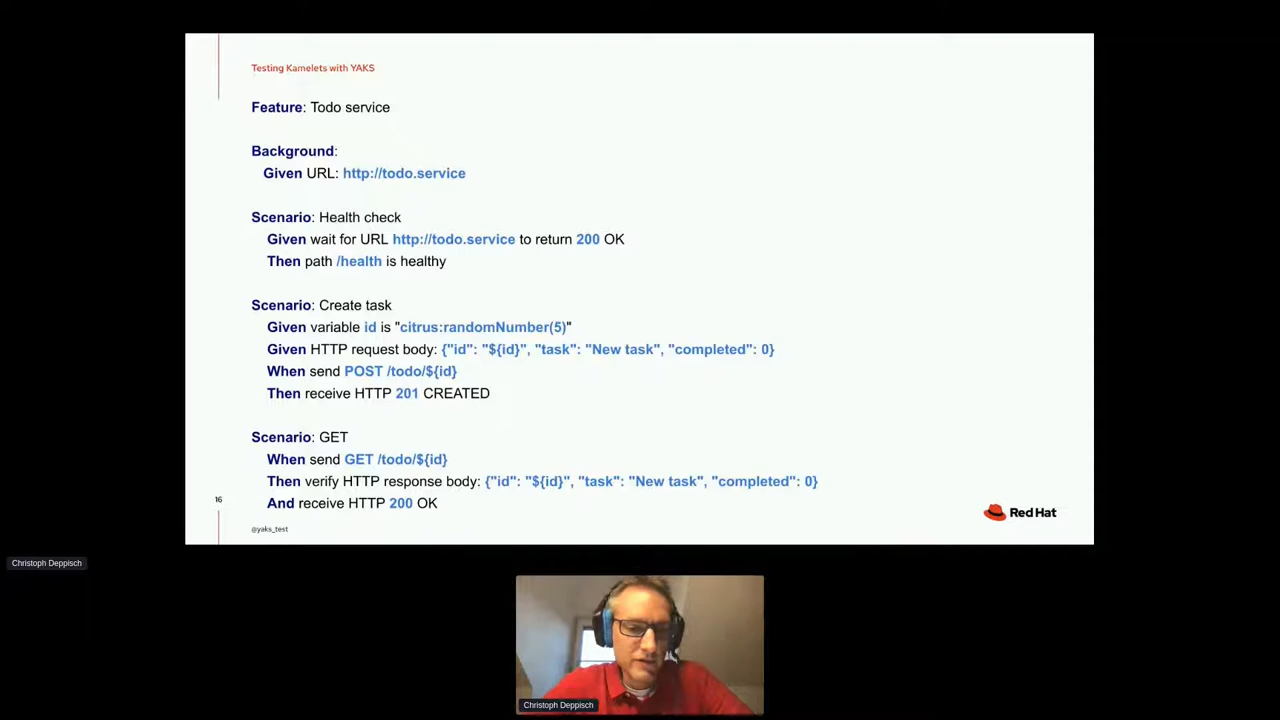 Testing Kamelets with YAKS
Feature: Todo service
Background:
Given URL: http://todo.service
Scenario: Health check
Given wait for URL http://todo.service to return 200 OK
Then path /health is healthy
Scenario: Create task
Given variable id is "citrus:randomNumber(5)"
Given HTTP request body: {"id": "${id}", "task": "New task", "completed": 0}
When send POST /todo/${id}
Then receive HTTP 201 CREATED
Scenario: GET
When send GET /todo/${id}
Then verify HTTP response body: {"id": "${id}", "task": "New task", "completed": 0}
And receive HTTP 200 OK
16
@yaks_test
Red Hat
Christoph Deppisch
Christoph Deppisch